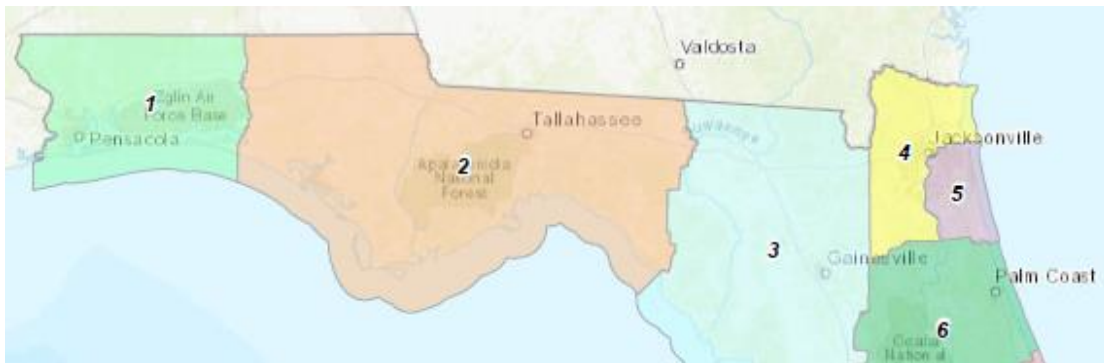 Valdosta
1
Eglin Air
Force Base
Pensacola
Tallahassee
2
Apalachicola
National
Forest
Suwannee
4
Jacksonville
5
3
Gainesville
Palm Coast
6
Ocala
National